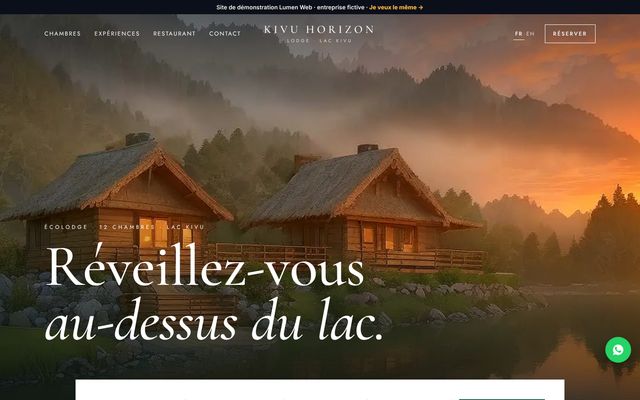 Site de démonstration Lumen Web · entreprise fictive · Je veux le même →
CHAMBRES EXPÉRIENCES RESTAURANT CONTACT
KIVU HORIZON
LODGE · LAC KIVU
FR EN
RÉSERVER
ÉCOLODGE · 12 CHAMBRES · LAC KIVU
Réveillez-vous
au-dessus du lac.